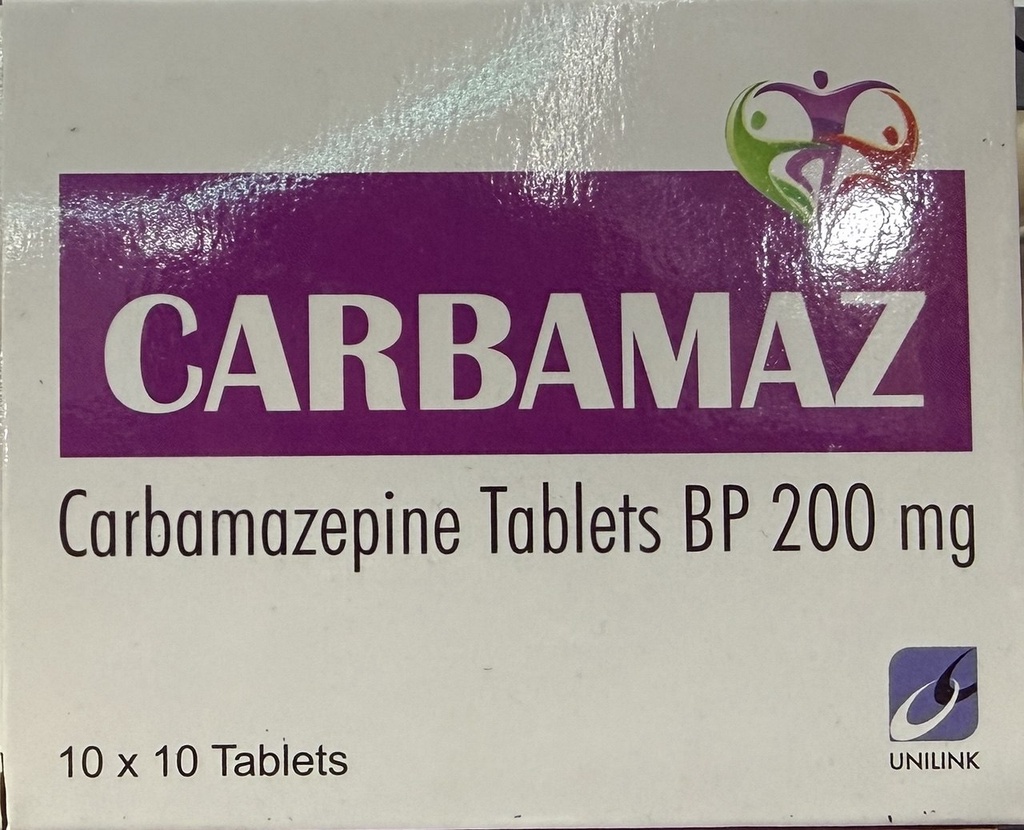 CARBAMAZ
Carbamazepine Tablets BP 200 mg
10 x 10 Tablets
UNILINK